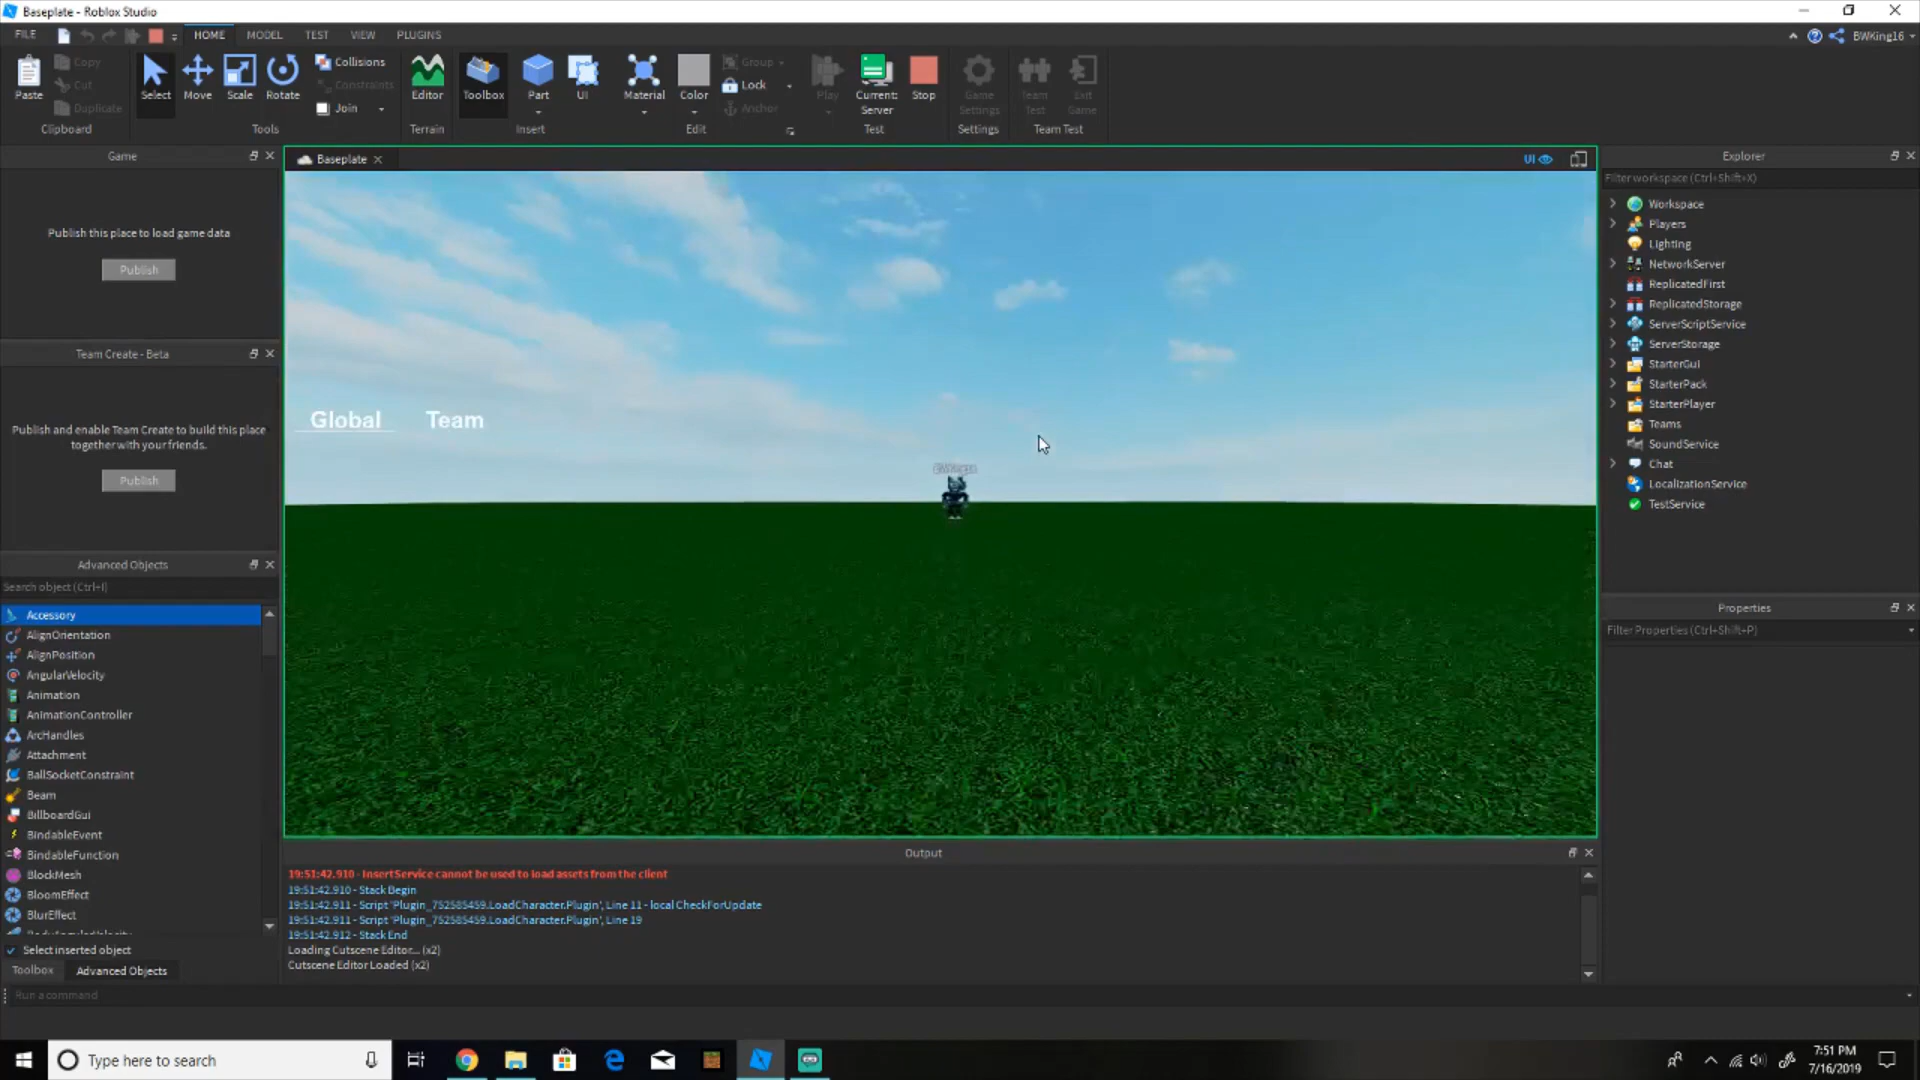 Baseplate - Roblox Studio
FILE HOME MODEL TEST VIEW PLUGINS BWKing16
Paste Copy Cut Duplicate Select Move Scale Rotate Collisions Constraints Join Editor Toolbox Part UI Material Color Group Lock Anchor Play Current: Server Stop Game Settings Team Test Exit Game
Clipboard Tools Terrain Insert Edit Test Settings Team Test
Game
Publish this place to load game data
Publish
Team Create - Beta
Publish and enable Team Create to build this place
together with your friends.
Publish
Advanced Objects
Search object (Ctrl+I)
Accessory
AlignOrientation
AlignPosition
AngularVelocity
Animation
AnimationController
ArcHandles
Attachment
BallSocketConstraint
Beam
BillboardGui
BindableEvent
BindableFunction
BlockMesh
BloomEffect
BlurEffect
Select inserted object
Toolbox Advanced Objects
Run a command
Baseplate UI
Global Team
Output
19:51:42.910 - InsertService cannot be used to load assets from the client
19:51:42.910 - Stack Begin
19:51:42.911 - Script 'Plugin_752585459.LoadCharacter.Plugin', Line 11 - local CheckForUpdate
19:51:42.911 - Script 'Plugin_752585459.LoadCharacter.Plugin', Line 19
19:51:42.912 - Stack End
Loading Cutscene Editor... (x2)
Cutscene Editor Loaded (x2)
Explorer
Filter workspace (Ctrl+Shift+X)
Workspace
Players
Lighting
NetworkServer
ReplicatedFirst
ReplicatedStorage
ServerScriptService
ServerStorage
StarterGui
StarterPack
StarterPlayer
Teams
SoundService
Chat
LocalizationService
TestService
Properties
Filter Properties (Ctrl+Shift+P)
Type here to search
7:51 PM
7/16/2019